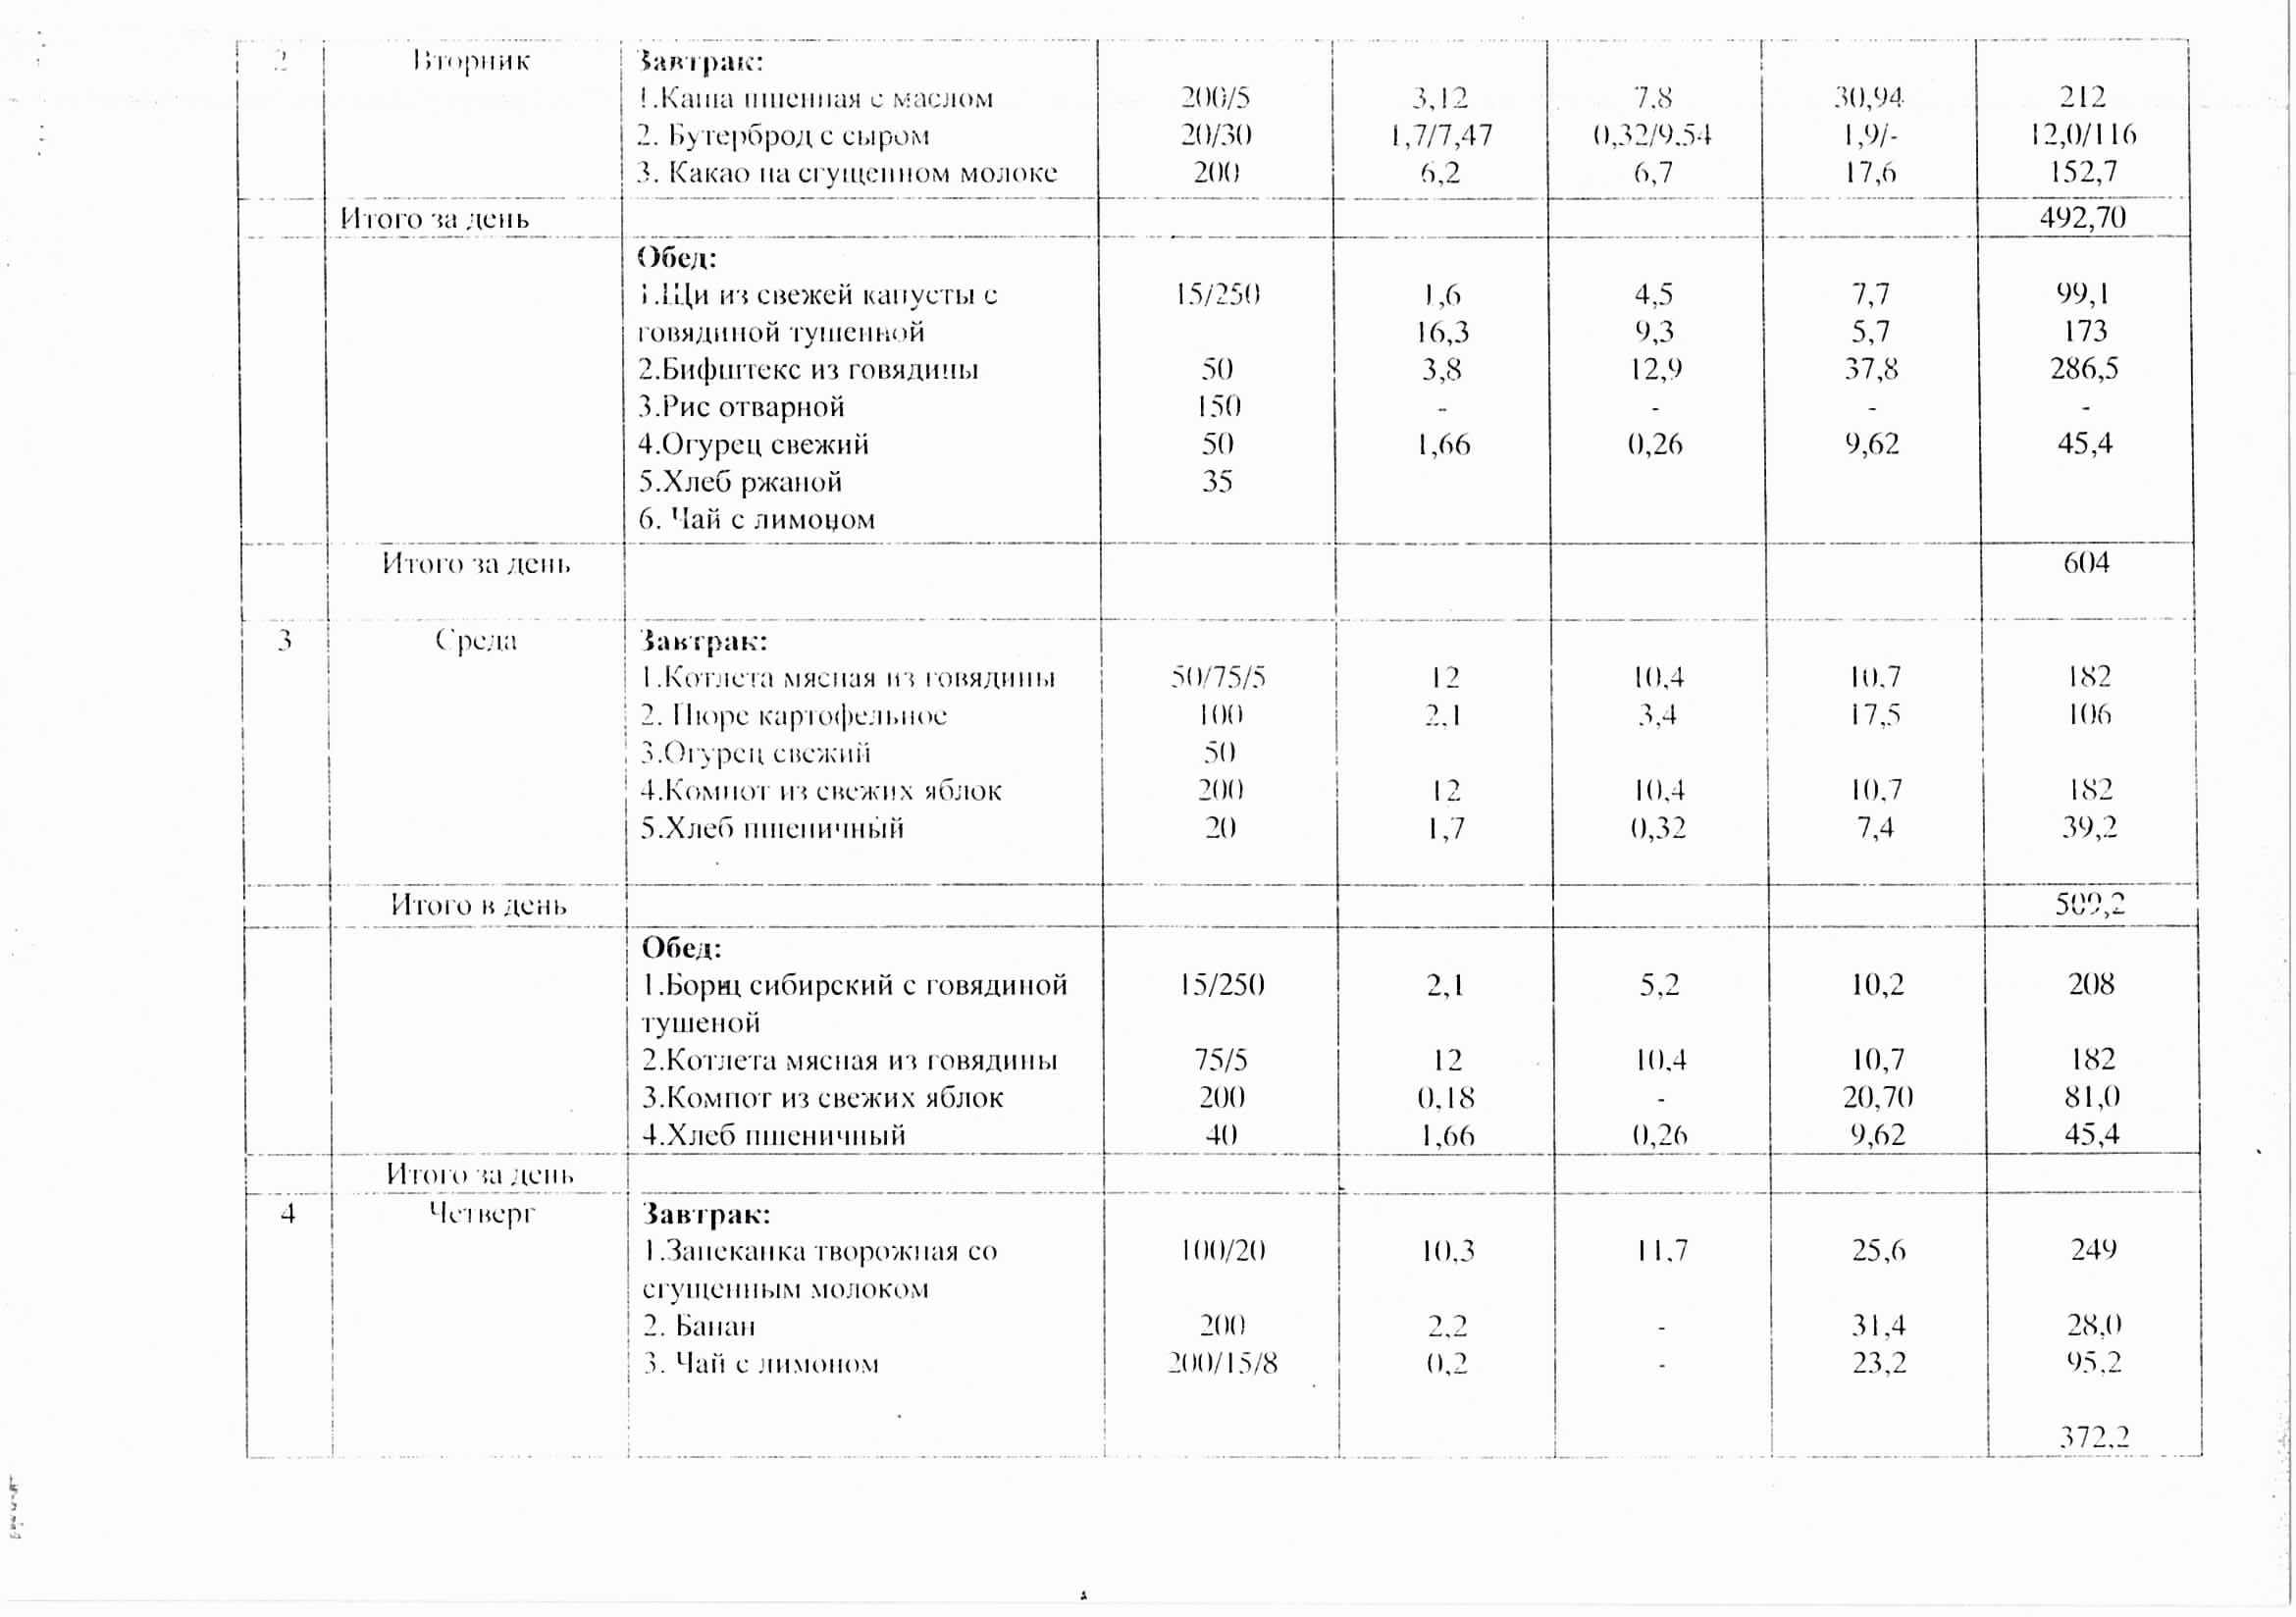 2 Вторник Завтрак:
1.Каша пшенная с маслом 200/5 3,12 7.8 30,94 212
2. Бутерброд с сыром 20/30 1,7/7,47 0,32/9.54 1,9/- 12,0/116
3. Какао на сгущенном молоке 200 6,2 6,7 17,6 152,7
Итого за день 492,70
Обед:
1.Щи из свежей капусты с 15/250 1,6 4,5 7,7 99,1
говядиной тушенной 16,3 9,3 5,7 173
2.Бифштекс из говядины 50 3,8 12,9 37,8 286,5
3.Рис отварной 150 - - - -
4.Огурец свежий 50 1,66 0,26 9,62 45,4
5.Хлеб ржаной 35
6. Чай с лимоном
Итого за день 604
3 Среда Завтрак:
1.Котлета мясная из говядины 50/75/5 12 10,4 10,7 182
2. Пюре картофельное 100 2,1 3,4 17,5 106
3.Огурец свежий 50
4.Компот из свежих яблок 200 12 10,4 10,7 182
5.Хлеб пшеничный 20 1,7 0,32 7,4 39,2
Итого в день 509,2
Обед:
1.Борщ сибирский с говядиной 15/250 2,1 5,2 10,2 208
тушеной
2.Котлета мясная из говядины 75/5 12 10,4 10,7 182
3.Компот из свежих яблок 200 0,18 - 20,70 81,0
4.Хлеб пшеничный 40 1,66 0,26 9,62 45,4
Итого за день
4 Четверг Завтрак:
1.Запеканка творожная со 100/20 10,3 11,7 25,6 249
сгущенным молоком
2. Банан 200 2,2 - 31,4 28,0
3. Чай с лимоном 200/15/8 0,2 - 23,2 95,2
372,2